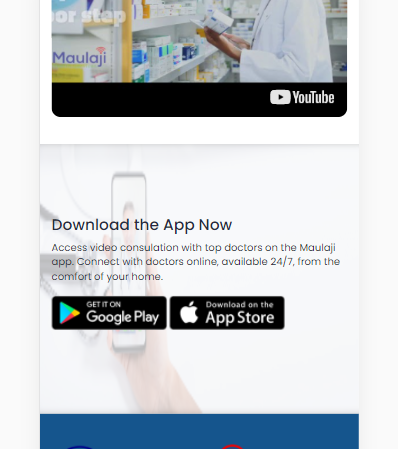 oor step
Maulaji
YouTube
Download the App Now
Access video consulation with top doctors on the Maulaji
app. Connect with doctors online, available 24/7, from the
comfort of your home.
GET IT ON
Google Play
Download on the
App Store